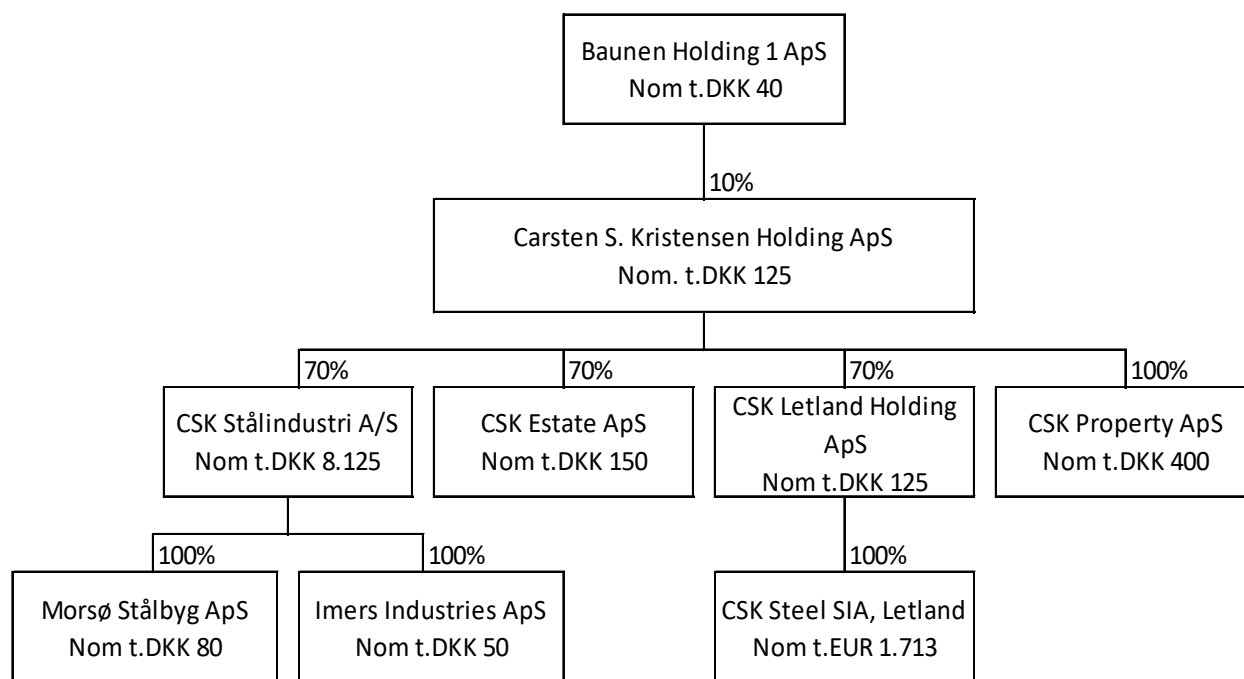 Baunen Holding 1 ApS
Nom t.DKK 40
10%
Carsten S. Kristensen Holding ApS
Nom. t.DKK 125
70%
70%
70%
100%
CSK Stålindustri A/S
Nom t.DKK 8.125
CSK Estate ApS
Nom t.DKK 150
CSK Letland Holding
ApS
Nom t.DKK 125
CSK Property ApS
Nom t.DKK 400
100%
100%
100%
Morsø Stålbyg ApS
Nom t.DKK 80
Imers Industries ApS
Nom t.DKK 50
CSK Steel SIA, Letland
Nom t.EUR 1.713